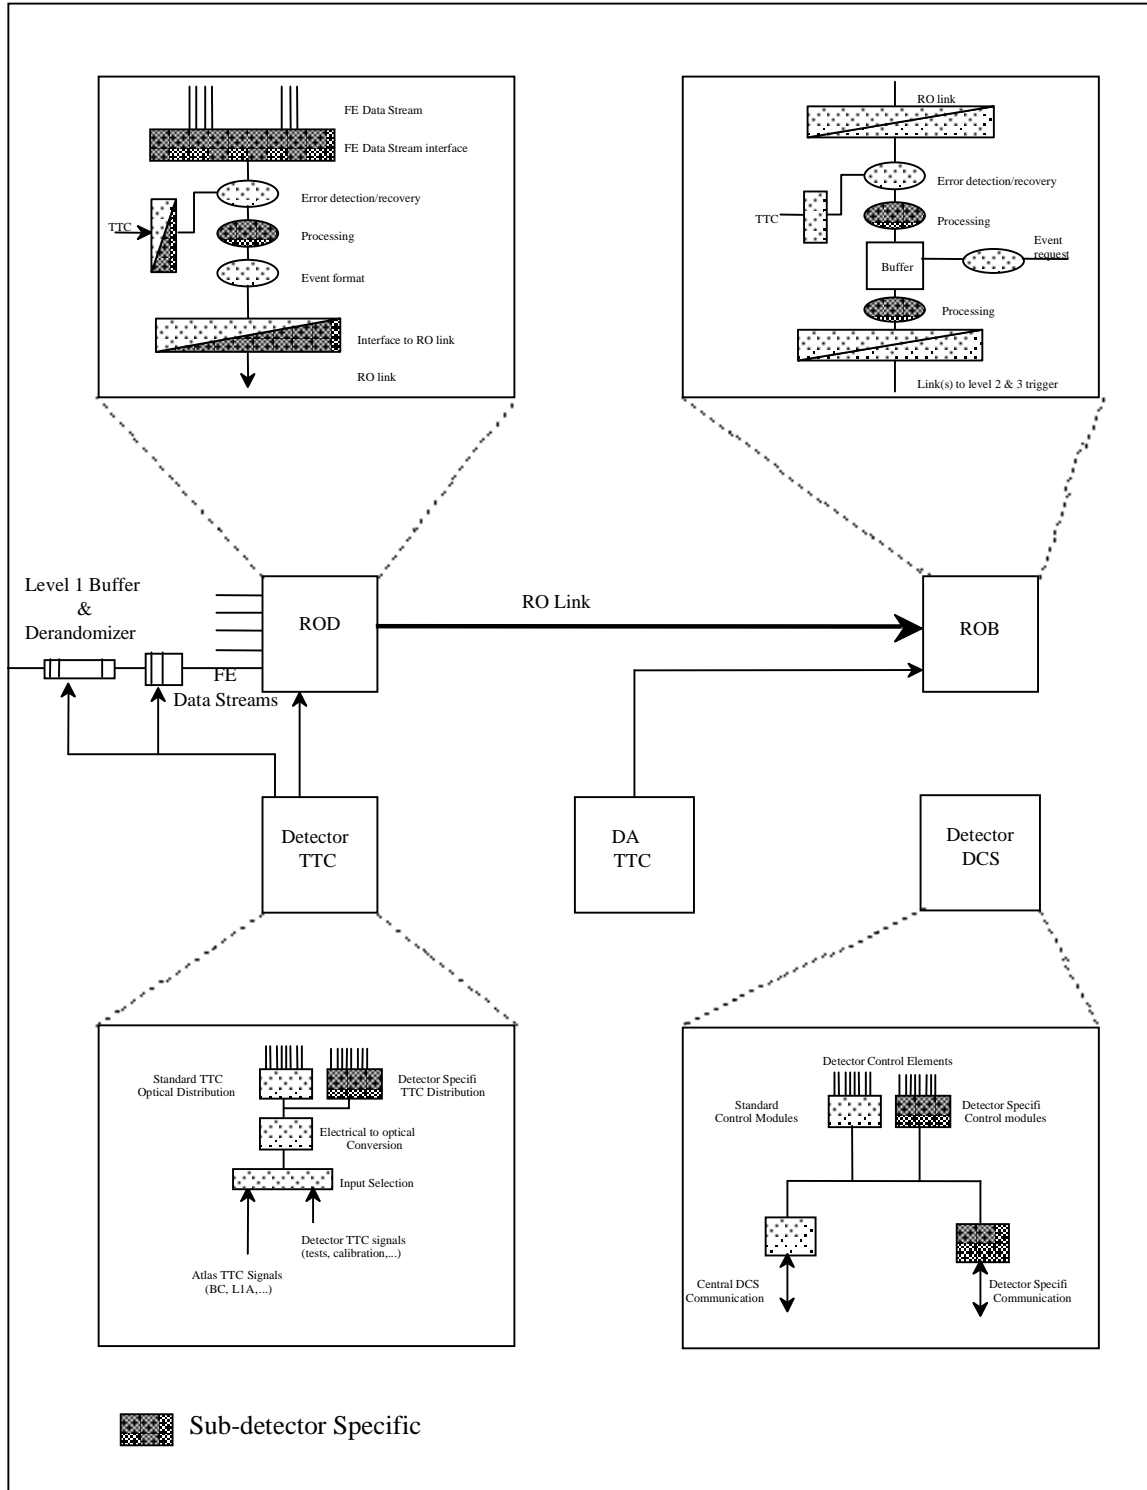 FE Data Stream
FE Data Stream interface
Error detection/recovery
TTC
Processing
Event format
Interface to RO link
RO link
RO link
Error detection/recovery
TTC
Processing
Event
request
Buffer
Processing
Link(s) to level 2 & 3 trigger
Level 1 Buffer
&
Derandomizer
ROD
RO Link
ROB
FE
Data Streams
Detector
TTC
DA
TTC
Detector
DCS
Standard TTC
Optical Distribution
Detector Specifi
TTC Distribution
Electrical to optical
Conversion
Input Selection
Detector TTC signals
(tests, calibration,...)
Atlas TTC Signals
(BC, L1A,...)
Detector Control Elements
Standard
Control Modules
Detector Specifi
Control modules
Central DCS
Communication
Detector Specifi
Communication
Sub-detector Specific